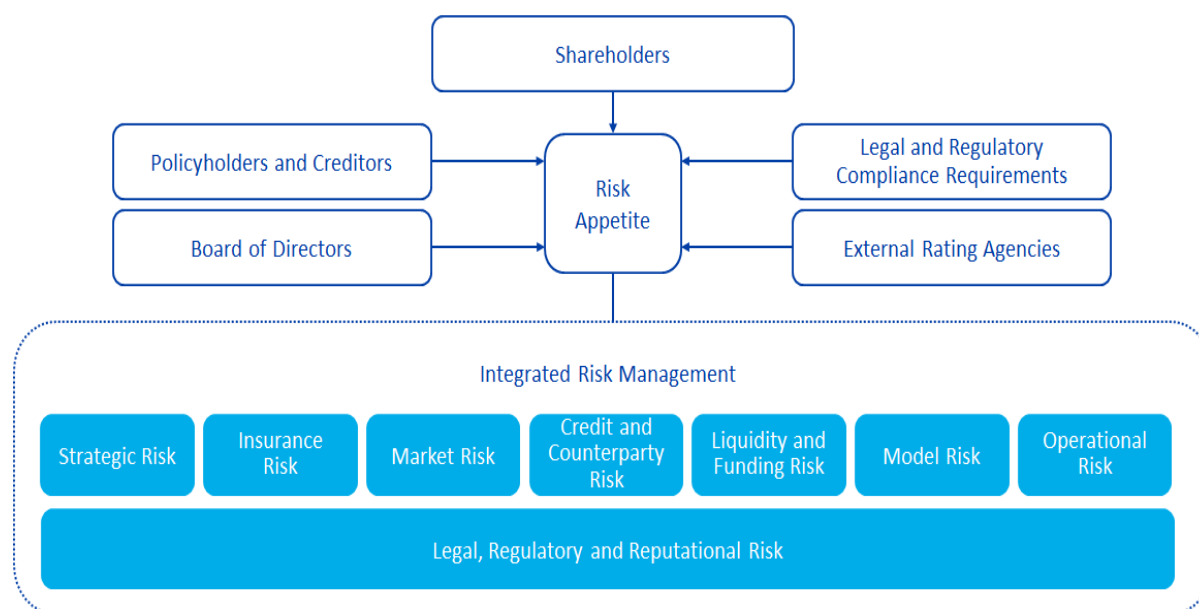 Shareholders
Policyholders and Creditors
Legal and Regulatory
Compliance Requirements
Risk
Appetite
Board of Directors
External Rating Agencies
Integrated Risk Management
Strategic Risk
Insurance
Risk
Market Risk
Credit and
Counterparty
Risk
Liquidity and
Funding Risk
Model Risk
Operational
Risk
Legal, Regulatory and Reputational Risk